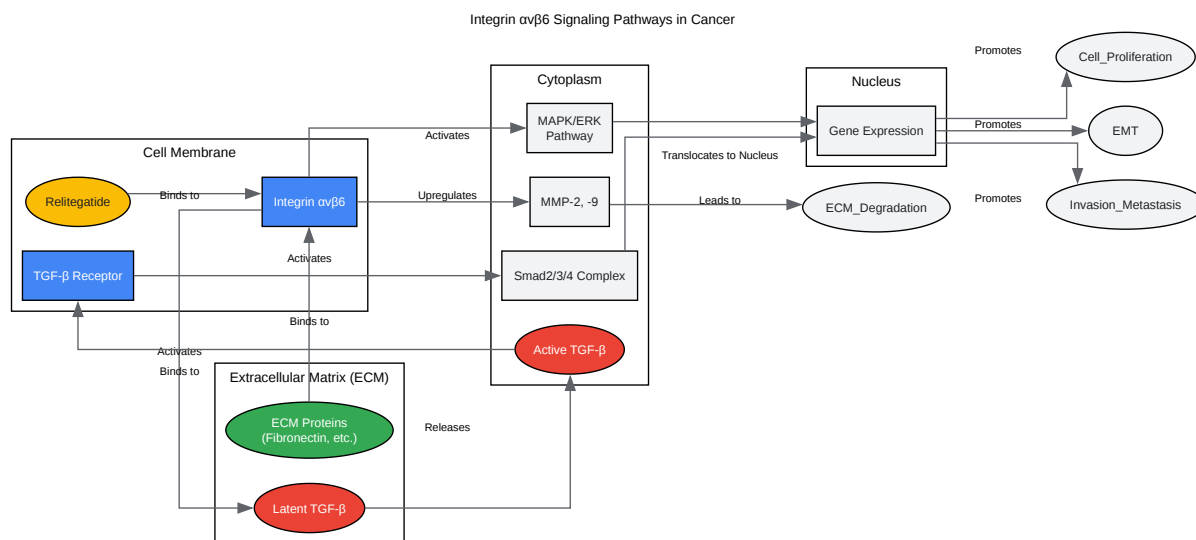 Integrin αvβ6 Signaling Pathways in Cancer
Cell Membrane
Relitegatide
Binds to
Integrin αvβ6
TGF-β Receptor
Activates
Upregulates
Activates
Binds to
Activates
Binds to
Extracellular Matrix (ECM)
ECM Proteins
(Fibronectin, etc.)
Latent TGF-β
Releases
Cytoplasm
MAPK/ERK
Pathway
MMP-2, -9
Smad2/3/4 Complex
Active TGF-β
Translocates to Nucleus
Leads to
Nucleus
Gene Expression
ECM_Degradation
Promotes
Promotes
Promotes
Cell_Proliferation
EMT
Invasion_Metastasis